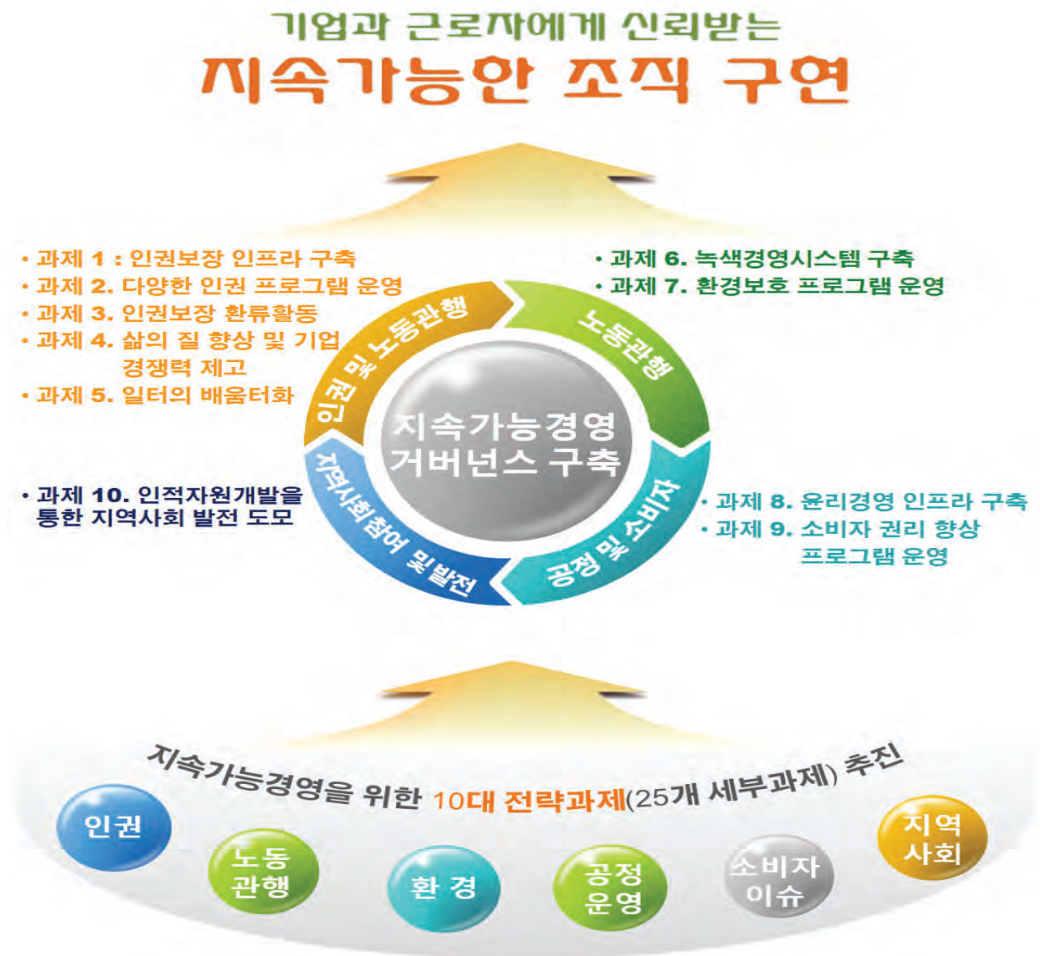 기업과 근로자에게 신뢰받는
지속가능한 조직 구현
• 과제 1 : 인권보장 인프라 구축
• 과제 2. 다양한 인권 프로그램 운영
• 과제 3. 인권보장 환류활동
• 과제 4. 삶의 질 향상 및 기업
경쟁력 제고
• 과제 5. 일터의 배움터화
• 과제 6. 녹색경영시스템 구축
• 과제 7. 환경보호 프로그램 운영
인권 및 노동관행
노동관행
지속가능경영
거버넌스 구축
• 과제 10. 인적자원개발을
통한 지역사회 발전 도모
지역사회참여 및 발전
공정 및 소비자
• 과제 8. 윤리경영 인프라 구축
• 과제 9. 소비자 권리 향상
프로그램 운영
지속가능경영을 위한 10대 전략과제(25개 세부과제) 추진
인권
노동
관행
환 경
공정
운영
소비자
이슈
지역
사회